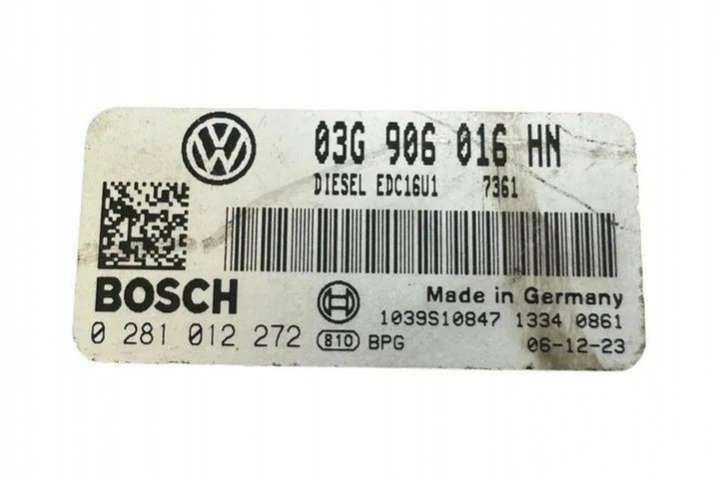 VW
03G 906 016 HN
DIESEL EDC16U1 7361
BOSCH
Made in Germany
0 281 012 272
1039S10847 1334 0861
810 BPG 06-12-23